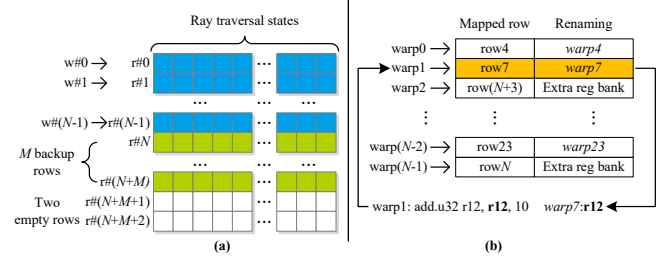 Ray traversal states
w#0 → r#0
w#1 → r#1
... ...
w#(N-1) → r#(N-1)
r#N
M backup
rows
... ...
r#(N+M)
Two
empty rows
r#(N+M+1)
r#(N+M+2)
(a)
Mapped row Renaming
warp0 → row4 warp4
warp1 → row7 warp7
warp2 → row(N+3) Extra reg bank
⋮ ⋮ ⋮
warp(N-2) → row23 warp23
warp(N-1) → rowN Extra reg bank
warp1: add.u32 r12, r12, 10 warp7:r12
(b)